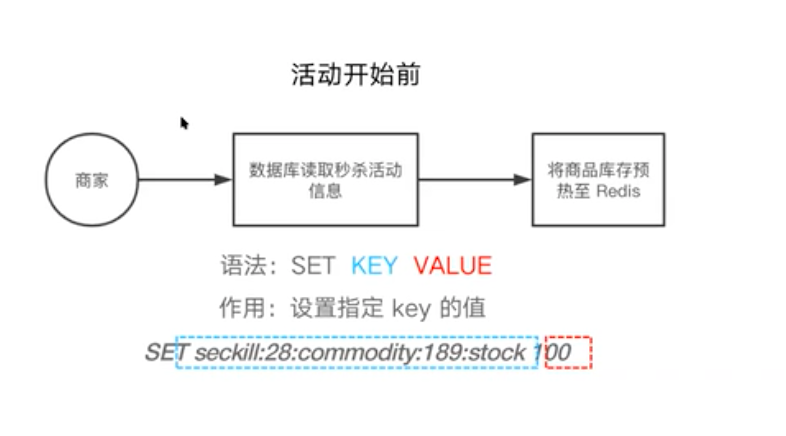 活动开始前
商家
数据库读取秒杀活动
信息
将商品库存预
热至 Redis
语法：SET KEY VALUE
作用：设置指定 key 的值
SET seckill:28:commodity:189:stock 100